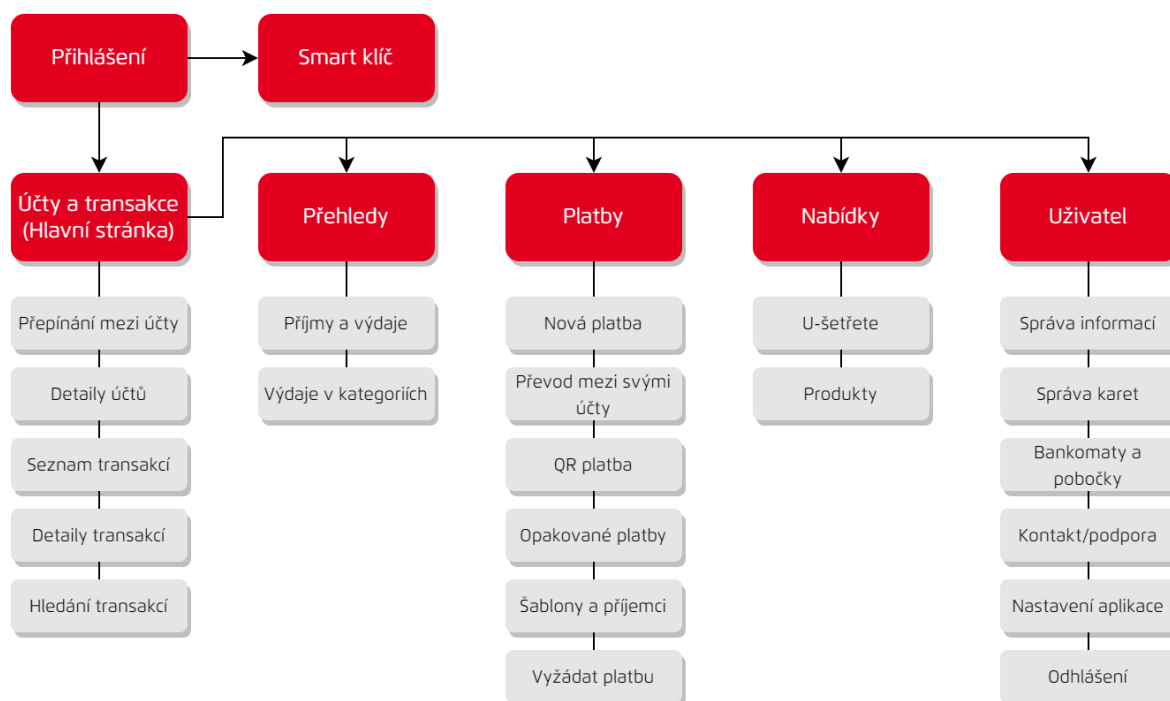 Přihlášení
Smart klíč
Účty a transakce
(Hlavní stránka)
Přehledy
Platby
Nabídky
Uživatel
Přepínání mezi účty
Detaily účtů
Seznam transakcí
Detaily transakcí
Hledání transakcí
Příjmy a výdaje
Výdaje v kategoriích
Nová platba
Převod mezi svými
účty
QR platba
Opakované platby
Šablony a příjemci
Vyžádat platbu
U-šetřete
Produkty
Správa informací
Správa karet
Bankomaty a
pobočky
Kontakt/podpora
Nastavení aplikace
Odhlášení